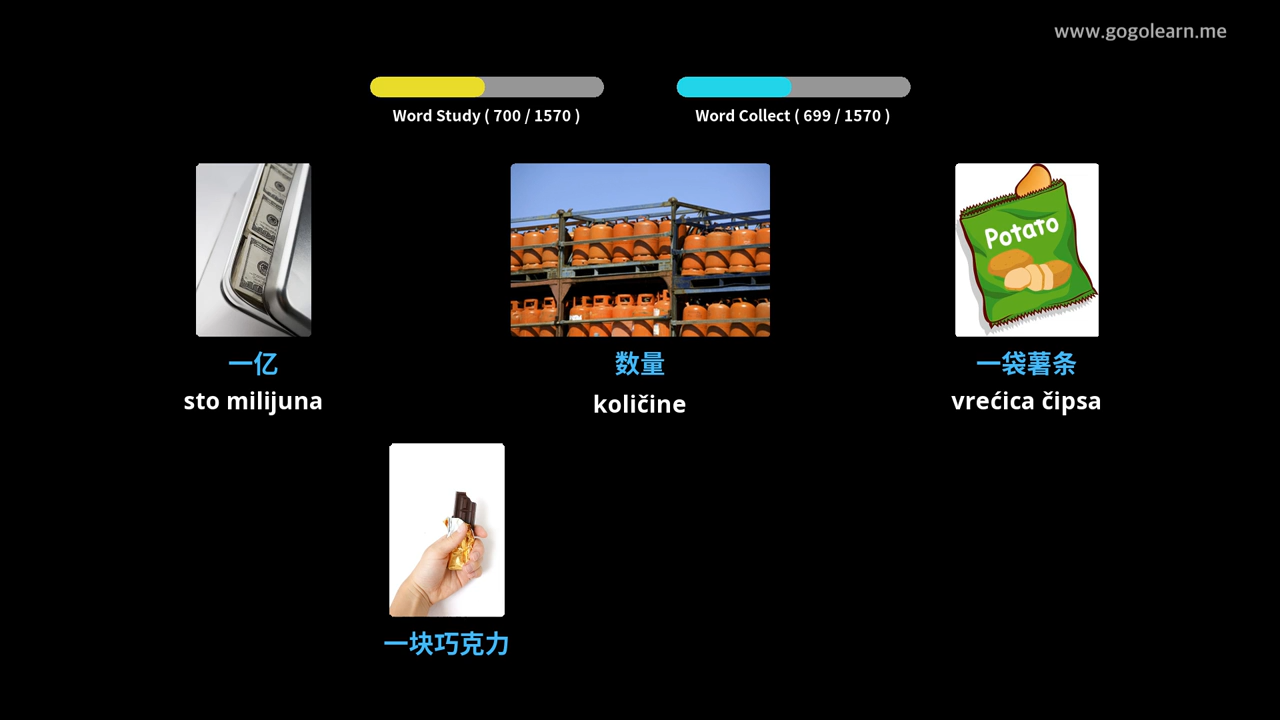 www.gogolearn.me
Word Study ( 700 / 1570 )
Word Collect ( 699 / 1570 )
Potato
一亿
sto milijuna
数量
količine
一袋薯条
vrećica čipsa
一块巧克力